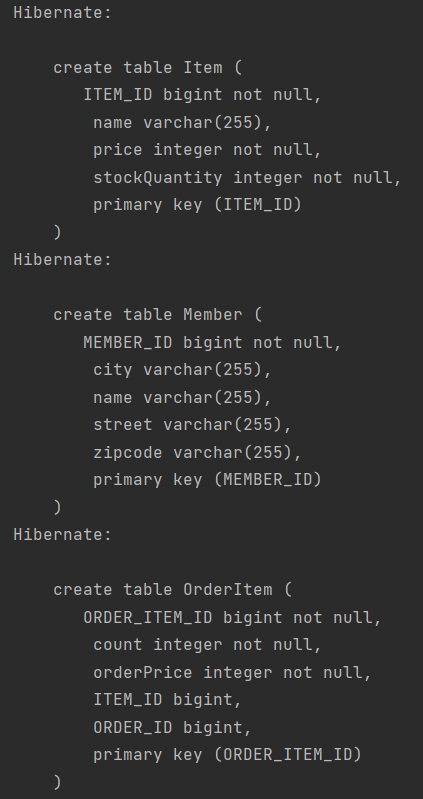 Hibernate:
    create table Item (
       ITEM_ID bigint not null,
        name varchar(255),
        price integer not null,
        stockQuantity integer not null,
        primary key (ITEM_ID)
    )
Hibernate:
    create table Member (
       MEMBER_ID bigint not null,
        city varchar(255),
        name varchar(255),
        street varchar(255),
        zipcode varchar(255),
        primary key (MEMBER_ID)
    )
Hibernate:
    create table OrderItem (
       ORDER_ITEM_ID bigint not null,
        count integer not null,
        orderPrice integer not null,
        ITEM_ID bigint,
        ORDER_ID bigint,
        primary key (ORDER_ITEM_ID)
    )